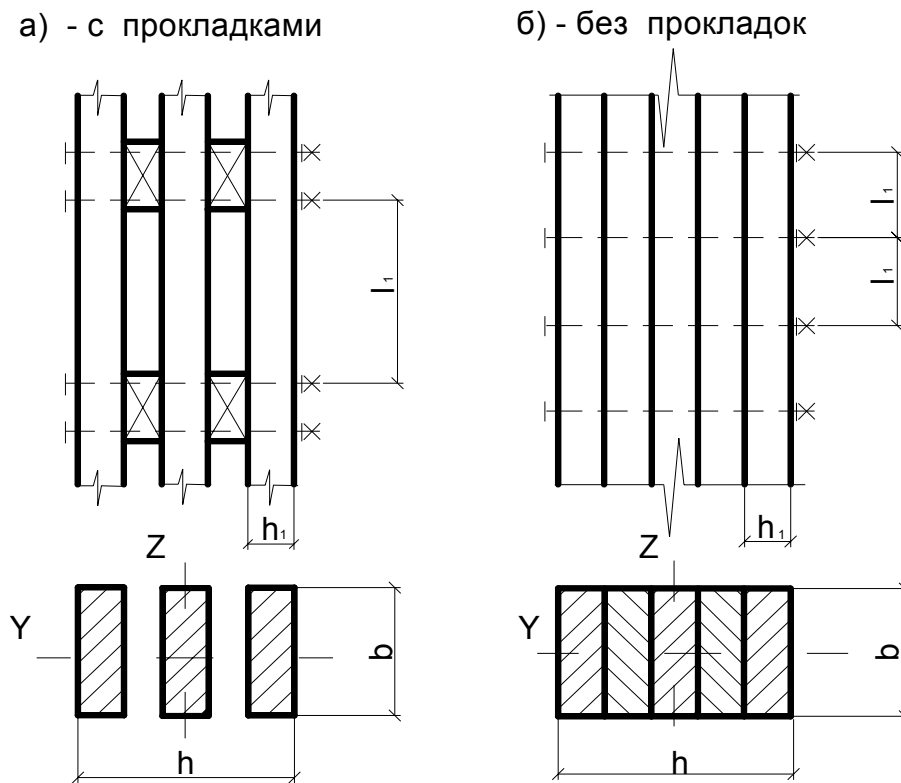 а) - с прокладками
б) - без прокладок
l₁
l₁
l₁
h₁
h₁
Z
Z
Y
Y
b
b
h
h